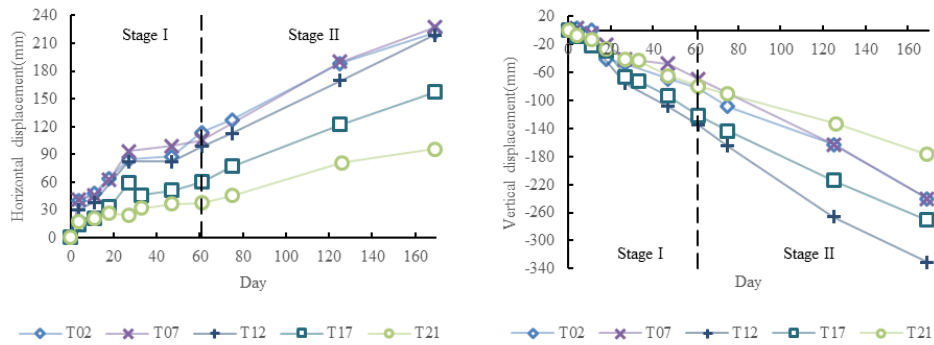 240
210
180
150
120
90
60
30
0
Horizontal displacement(mm)
Stage I
Stage II
0 20 40 60 80 100 120 140 160
Day
T02 T07 T12 T17 T21
20
-20
-60
-100
-140
-180
-220
-260
-300
-340
Vertical displacement(mm)
0 20 40 60 80 100 120 140 160
Stage I
Stage II
Day
T02 T07 T12 T17 T21